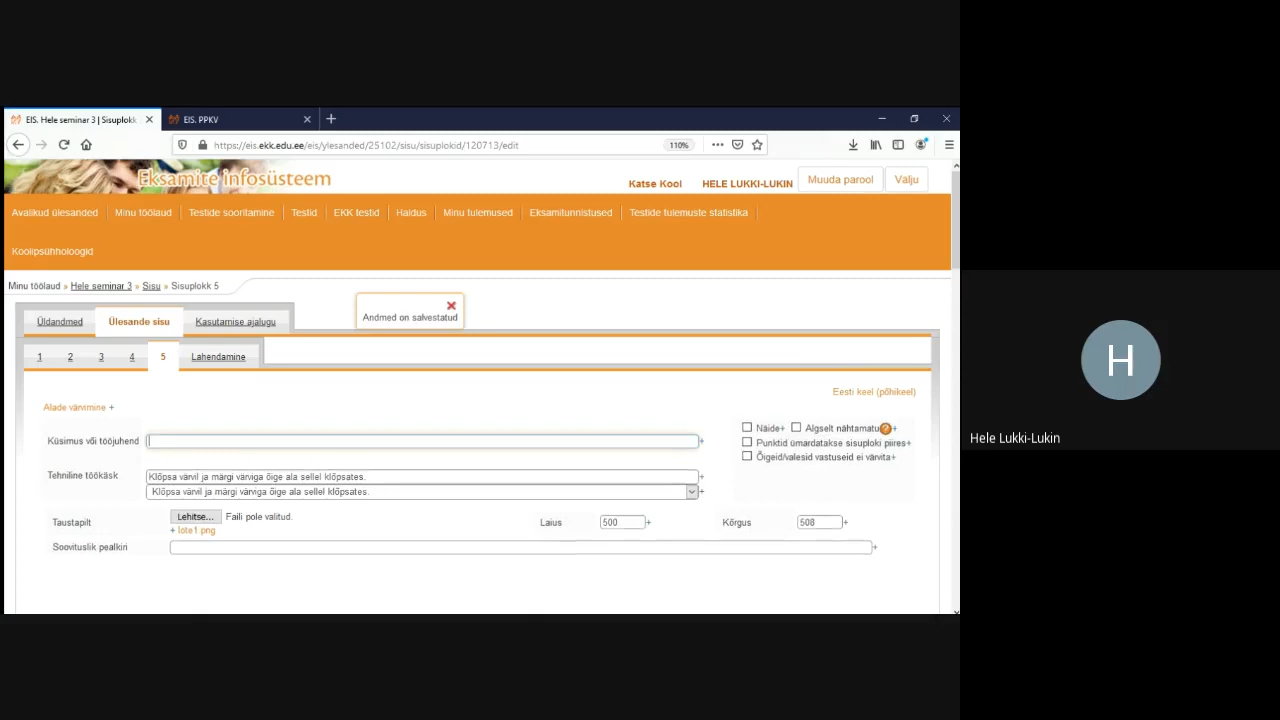 EIS. Hele seminar 3 | Sisuplokk
EIS. PPKV
https://eis.ekk.edu.ee/eis/ylesanded/25102/sisu/sisuplokid/120713/edit
110%
Eksamite infosüsteem
Katse Kool
HELE LUKKI-LUKIN
Muuda parool
Välju
Avalikud ülesanded
Minu töölaud
Testide sooritamine
Testid
EKK testid
Haldus
Minu tulemused
Eksamitunnistused
Testide tulemuste statistika
Koolipsühholoogid
Minu töölaud » Hele seminar 3 » Sisu » Sisuplokk 5
Andmed on salvestatud
Üldandmed
Ülesande sisu
Kasutamise ajalugu
1 2 3 4 5 Lahendamine
Eesti keel (põhikeel)
Alade värvimine +
Küsimus või tööjuhend +
Näide+ Algselt nähtamatu ?+
Punktid ümardatakse sisuploki piires+
Õigeid/valesid vastuseid ei värvita+
Tehniline töökäsk
Klõpsa värvil ja märgi värviga õige ala sellel klõpsates. +
Klõpsa värvil ja märgi värviga õige ala sellel klõpsates. +
Taustapilt
Lehitse... Faili pole valitud.
+ lõte1.png
Laius 500 +
Kõrgus 508 +
Soovituslik pealkiri +
H
Hele Lukki-Lukin